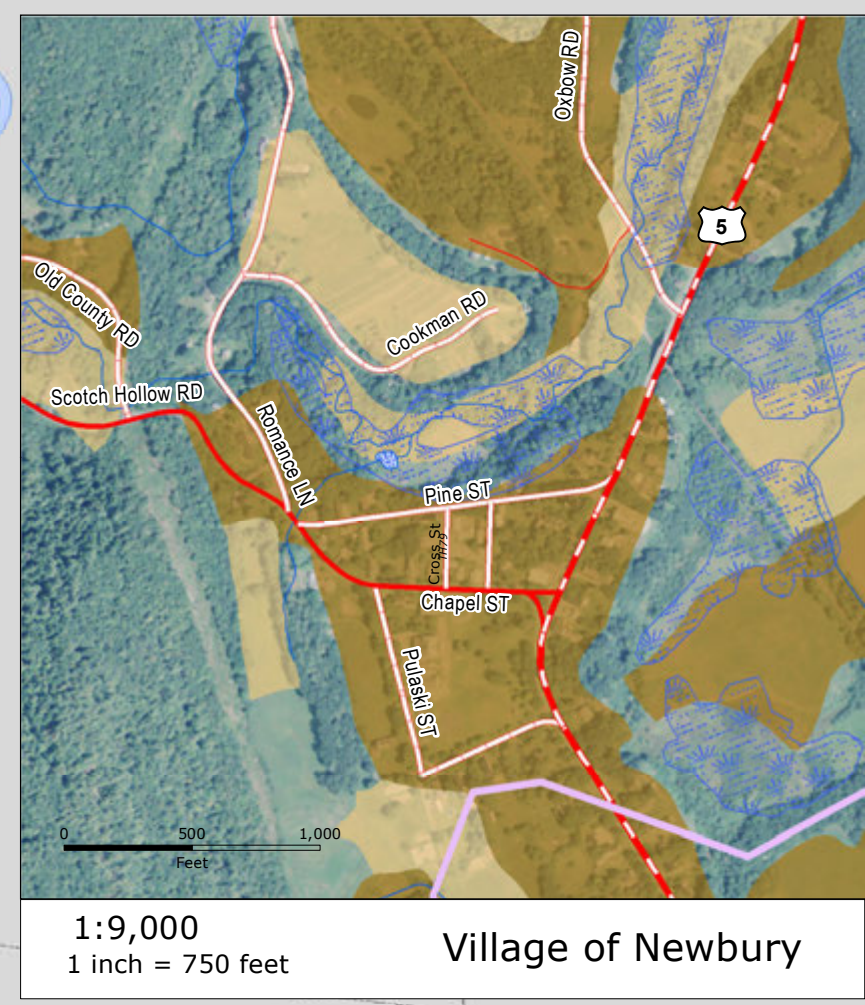 Oxbow RD
5
Old County RD
Cookman RD
Scotch Hollow RD
Romance LN
Pine ST
Cross St
TH79
Chapel ST
Pulaski ST
0 500 1,000
Feet
1:9,000
1 inch = 750 feet
Village of Newbury